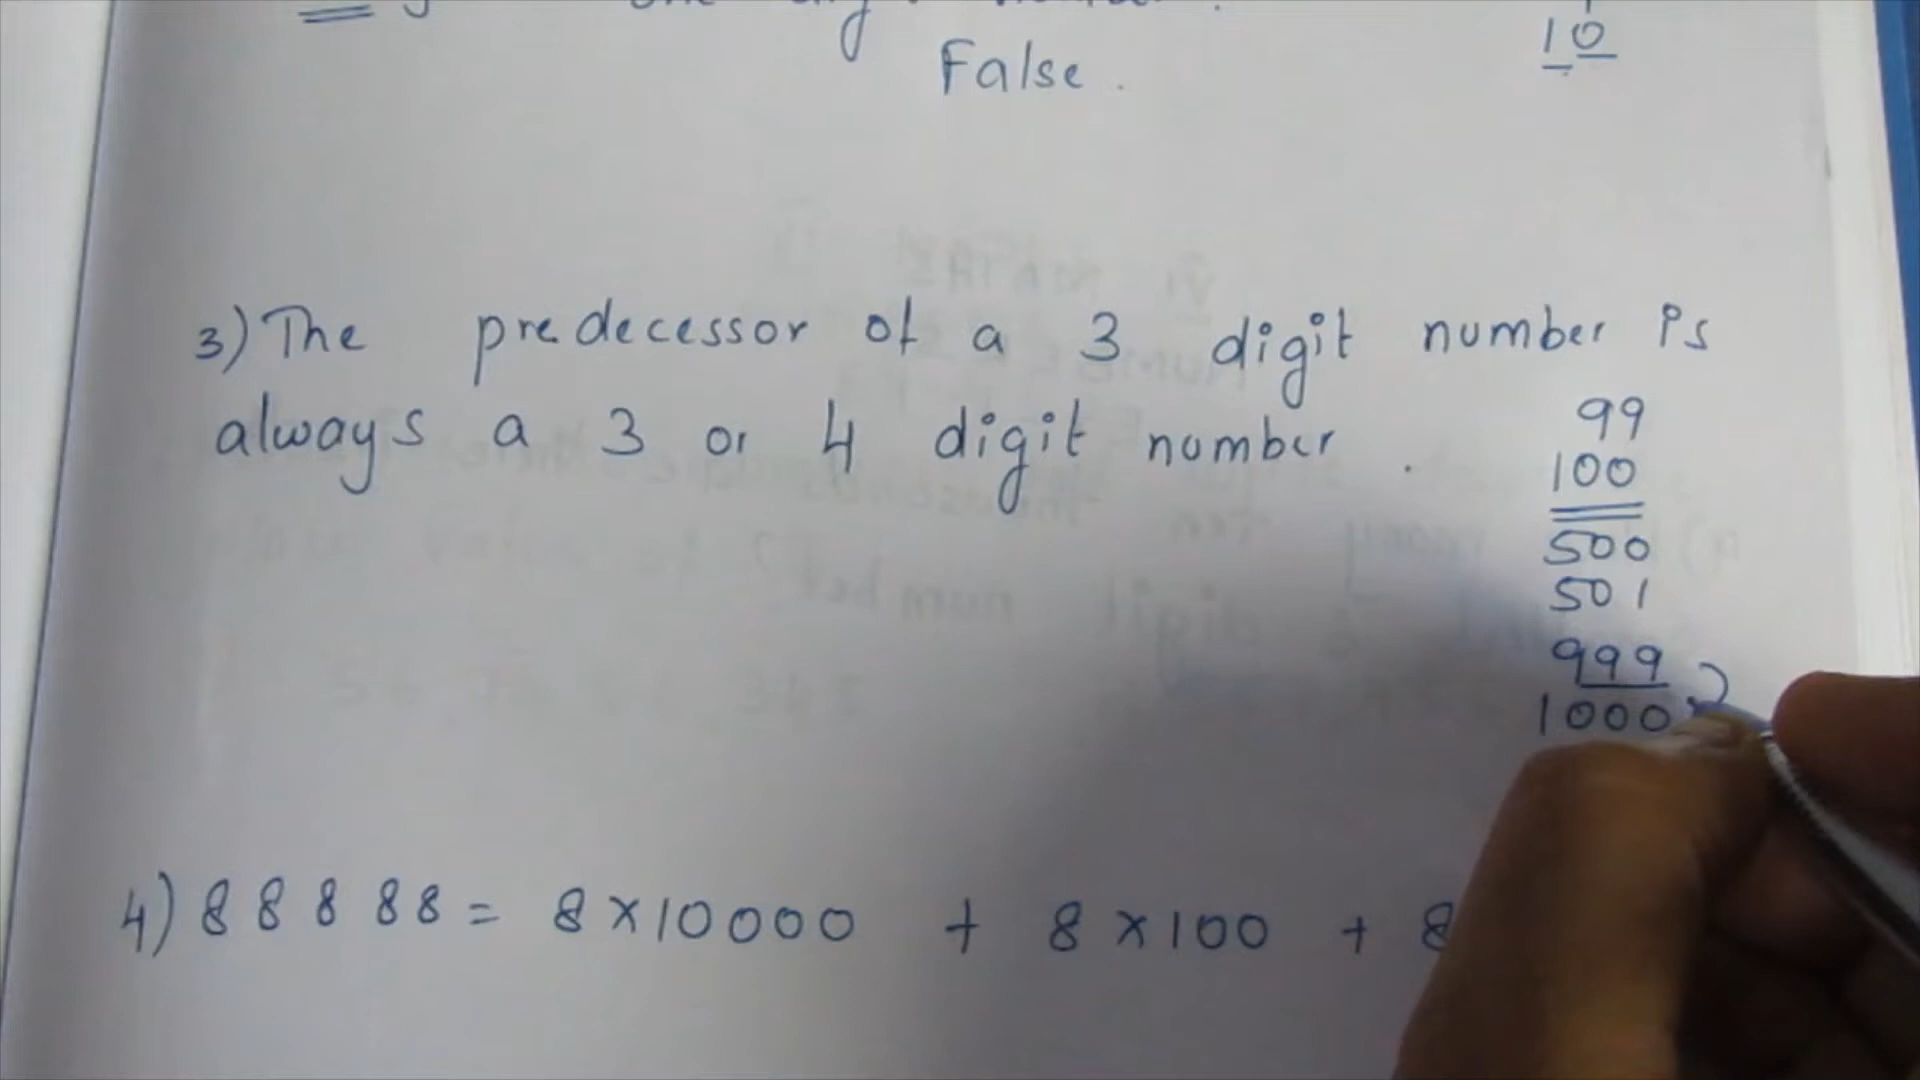 False.
10
3) The predecessor of a 3 digit number is
always a 3 or 4 digit number.
99
100
500
501
999
1000
4) 88888 = 8×10000 + 8×100 + 8